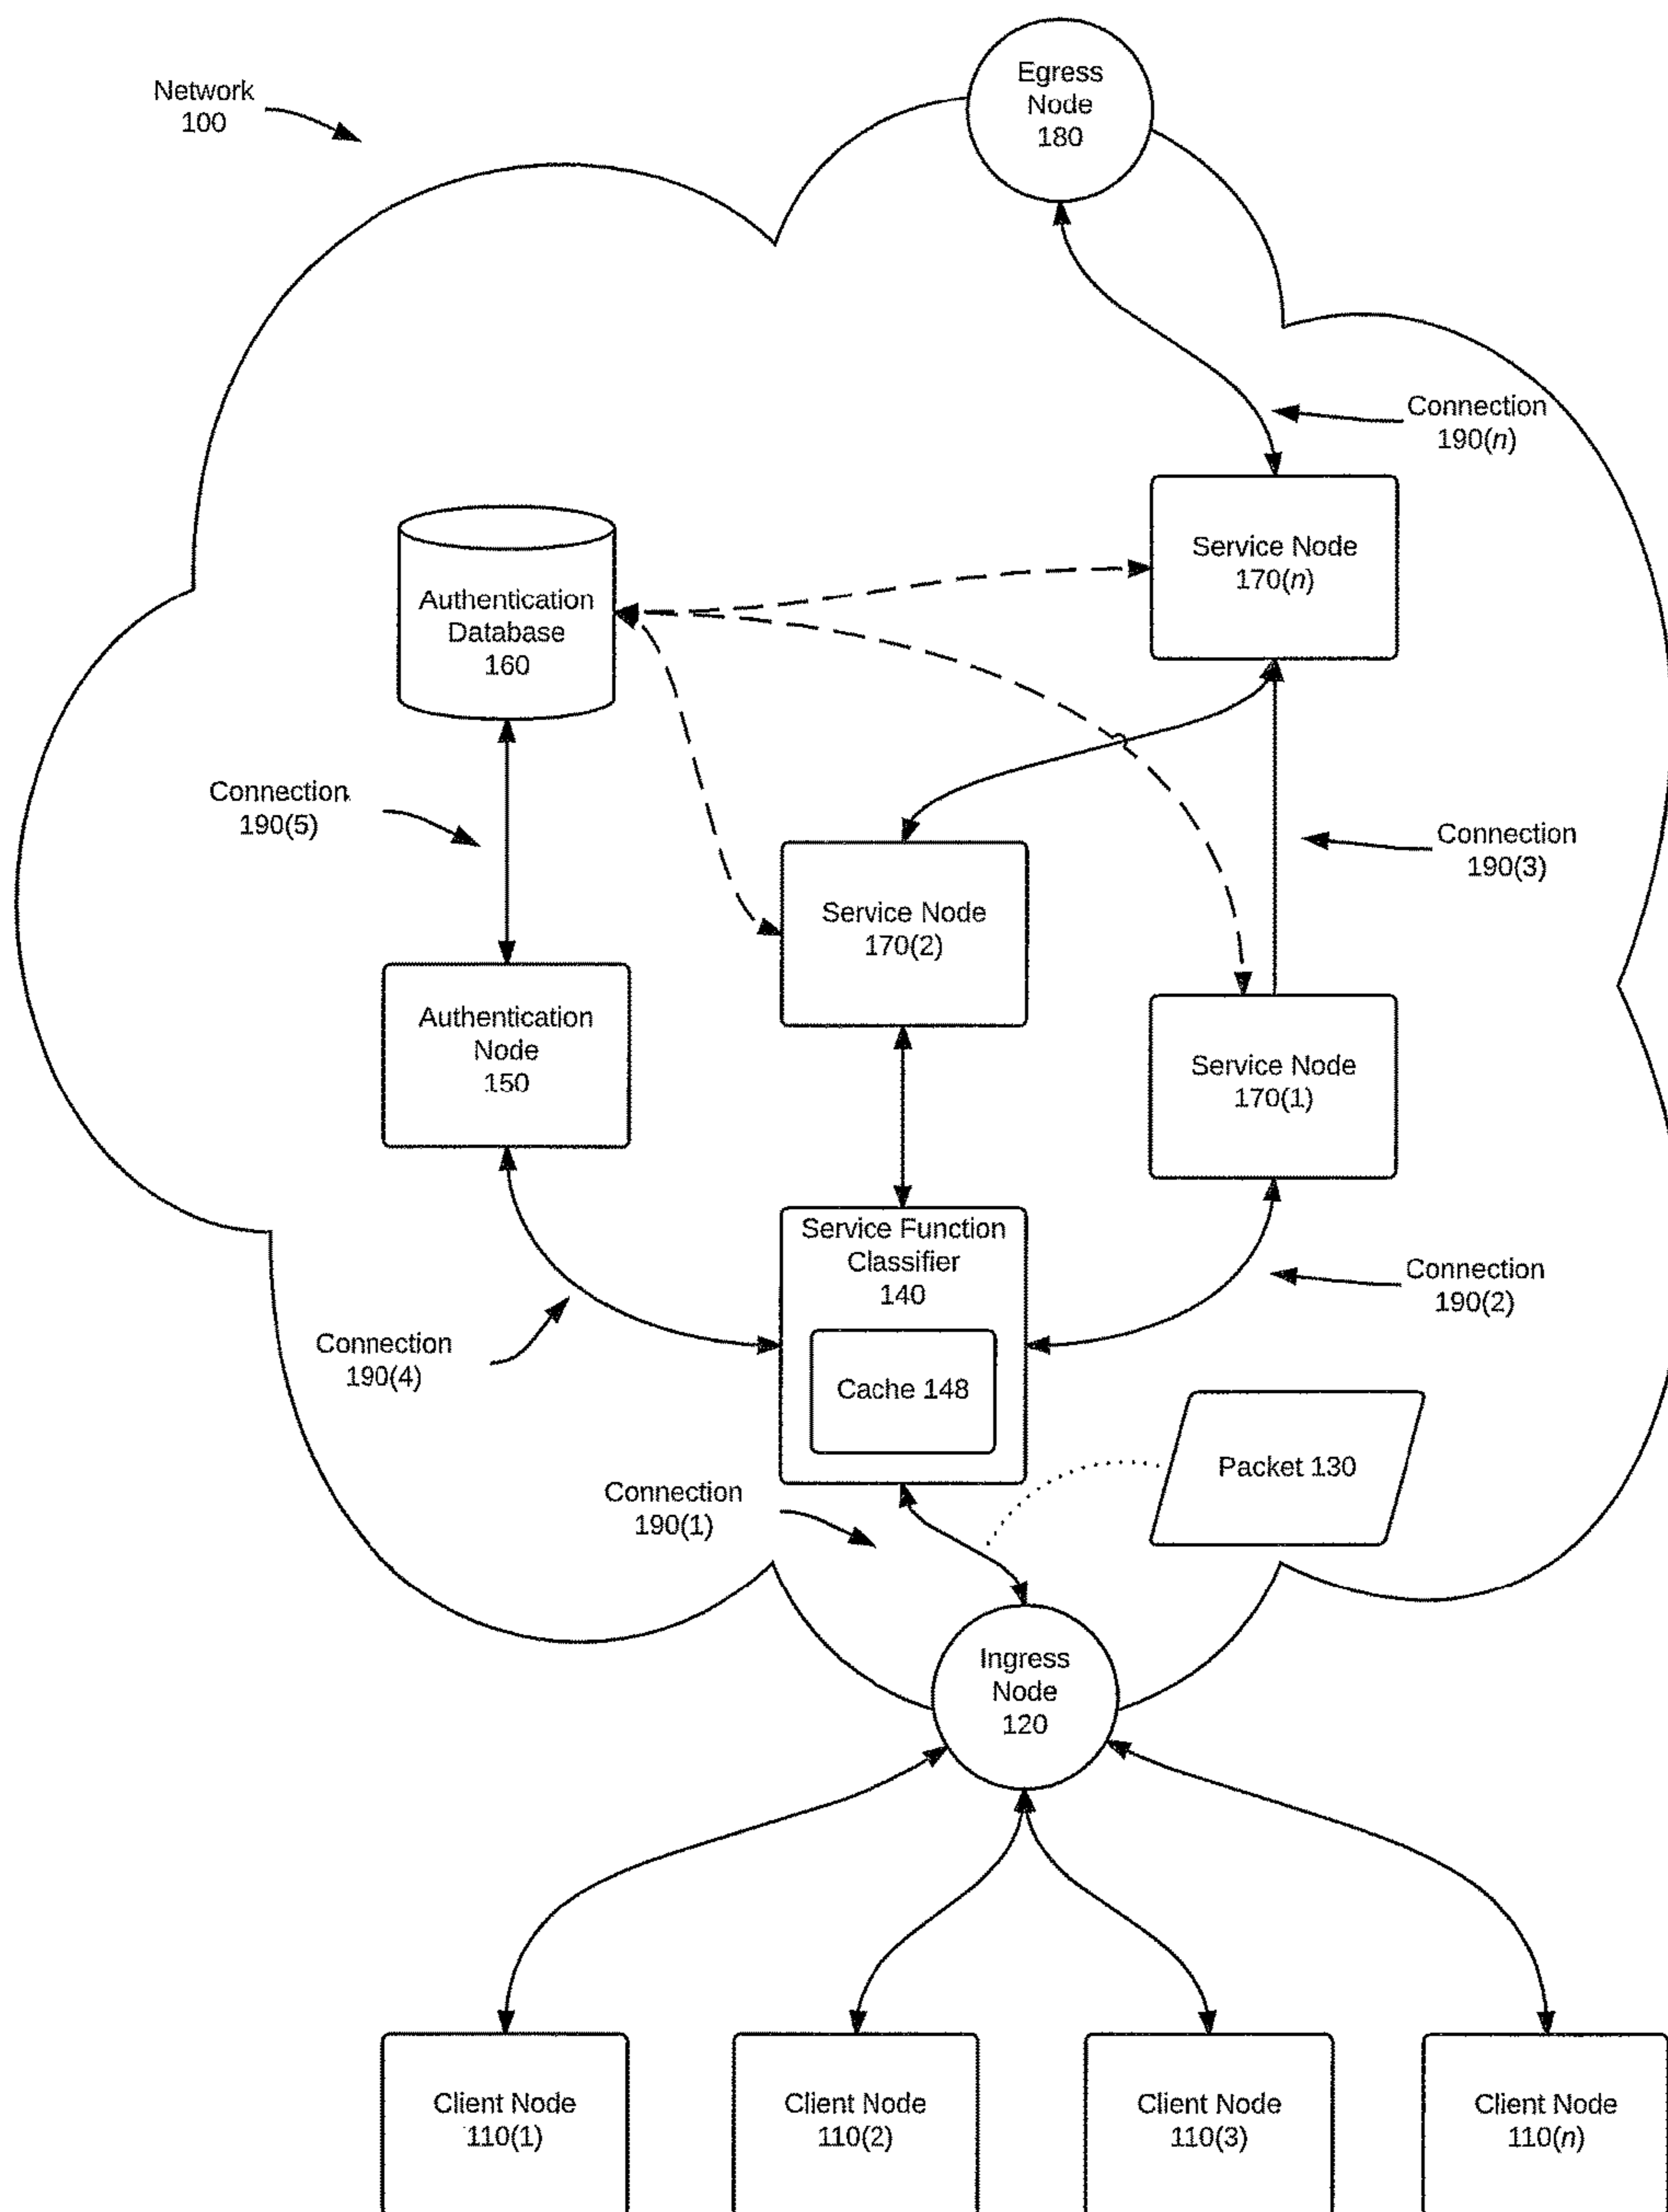 Egress
Node
180
Network
100
Connection
190(n)
Service Node
170(n)
Authentication
Database
160
Connection
190(5)
Connection
190(3)
Service Node
170(2)
Authentication
Node
150
Service Node
170(1)
Service Function
Classifier
140
Connection
190(2)
Connection
190(4)
Cache 148
Packet 130
Connection
190(1)
Ingress
Node
120
Client Node
110(1)
Client Node
110(2)
Client Node
110(3)
Client Node
110(n)